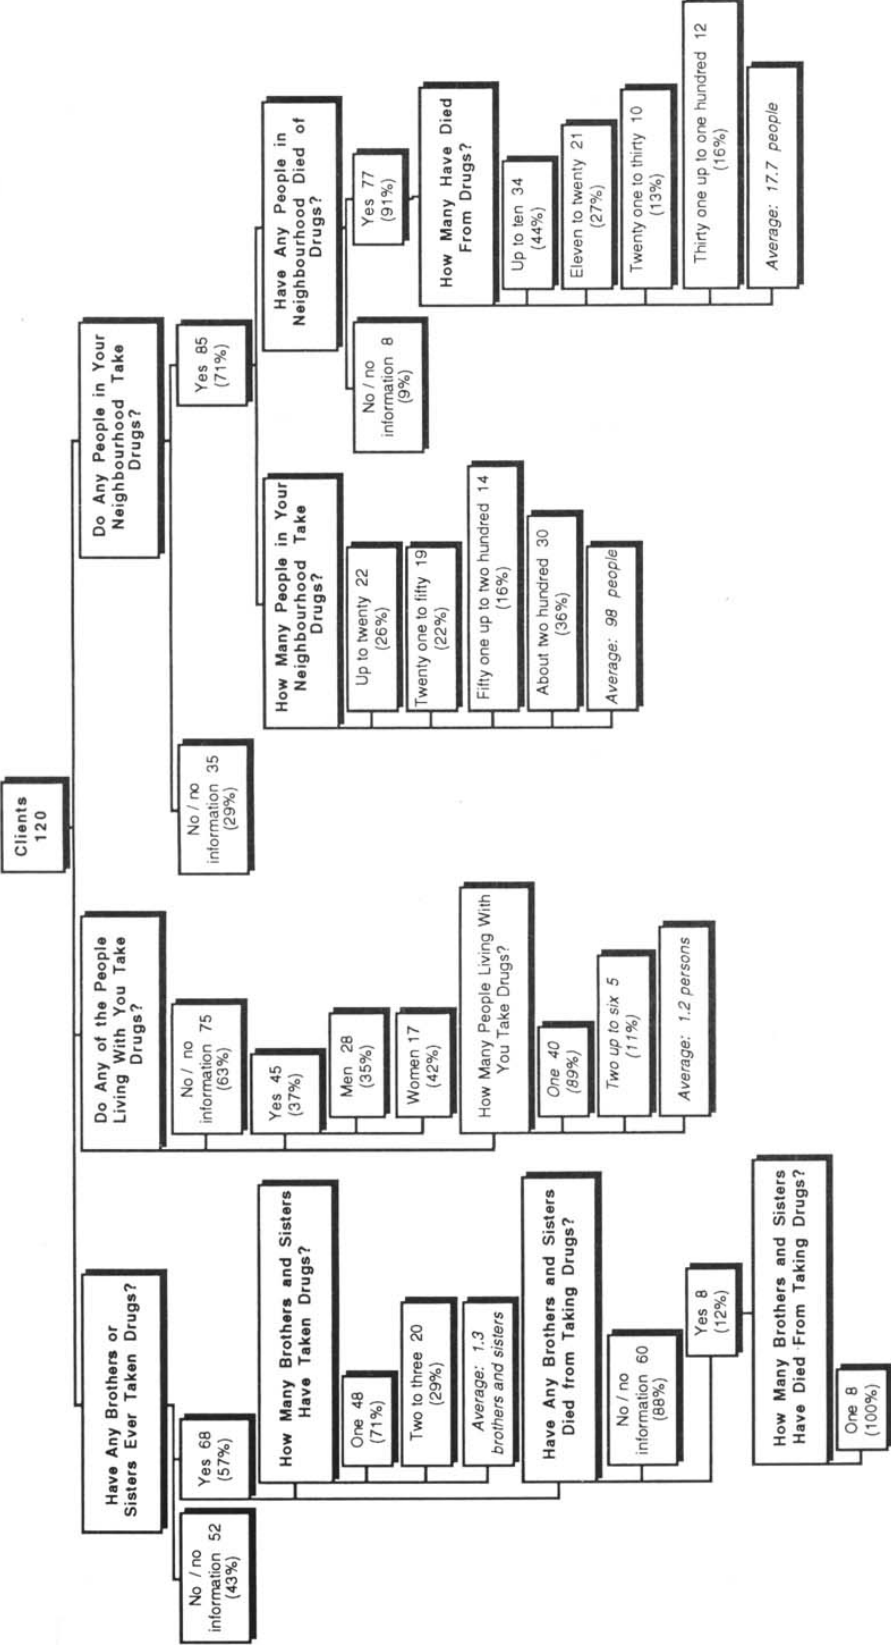 Clients
120
Have Any Brothers or
Sisters Ever Taken Drugs?
No / no
information 52
(43%)
Yes 68
(57%)
How Many Brothers and Sisters
Have Taken Drugs?
One 48
(71%)
Two to three 20
(29%)
Average: 1.3
brothers and sisters
Have Any Brothers and Sisters
Died from Taking Drugs?
No / no
information 60
(88%)
Yes 8
(12%)
How Many Brothers and Sisters
Have Died From Taking Drugs?
One 8
(100%)
Do Any of the People
Living With You Take
Drugs?
No / no
information 75
(63%)
Yes 45
(37%)
Men 28
(35%)
Women 17
(42%)
How Many People Living With
You Take Drugs?
One 40
(89%)
Two up to six 5
(11%)
Average: 1.2 persons
Do Any People in Your
Neighbourhood Take
Drugs?
No / no
information 35
(29%)
Yes 85
(71%)
How Many People in Your
Neighbourhood Take
Drugs?
Up to twenty 22
(26%)
Twenty one to fifty 19
(22%)
Fifty one up to two hundred 14
(16%)
About two hundred 30
(36%)
Average: 98 people
Have Any People in
Neighbourhood Died of
Drugs?
No / no
information 8
(9%)
Yes 77
(91%)
How Many Have Died
From Drugs?
Up to ten 34
(44%)
Eleven to twenty 21
(27%)
Twenty one to thirty 10
(13%)
Thirty one up to one hundred 12
(16%)
Average: 17.7 people